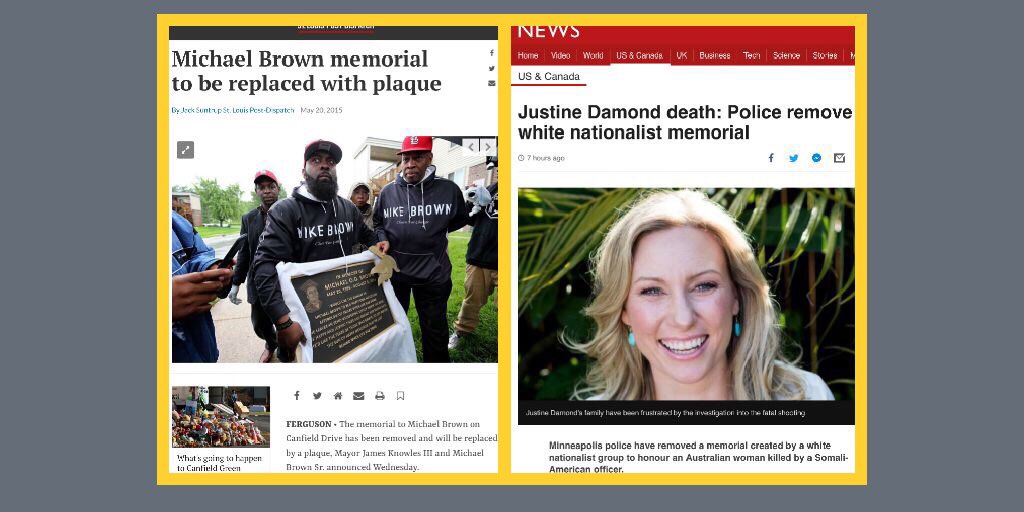 Michael Brown memorial
to be replaced with plaque
By Jack Suntrup St. Louis Post-Dispatch May 20, 2015
MIKE BROWN
MIKE BROWN
IN MEMORY OF
MICHAEL O.D. BROWN
FERGUSON • The memorial to Michael Brown on
Canfield Drive has been removed and will be replaced
by a plaque, Mayor James Knowles III and Michael
Brown Sr. announced Wednesday.
What's going to happen
to Canfield Green
NEWS
Home Video World US & Canada UK Business Tech Science Stories
US & Canada
Justine Damond death: Police remove
white nationalist memorial
7 hours ago
Justine Damond's family have been frustrated by the investigation into the fatal shooting
Minneapolis police have removed a memorial created by a white
nationalist group to honour an Australian woman killed by a Somali-
American officer.